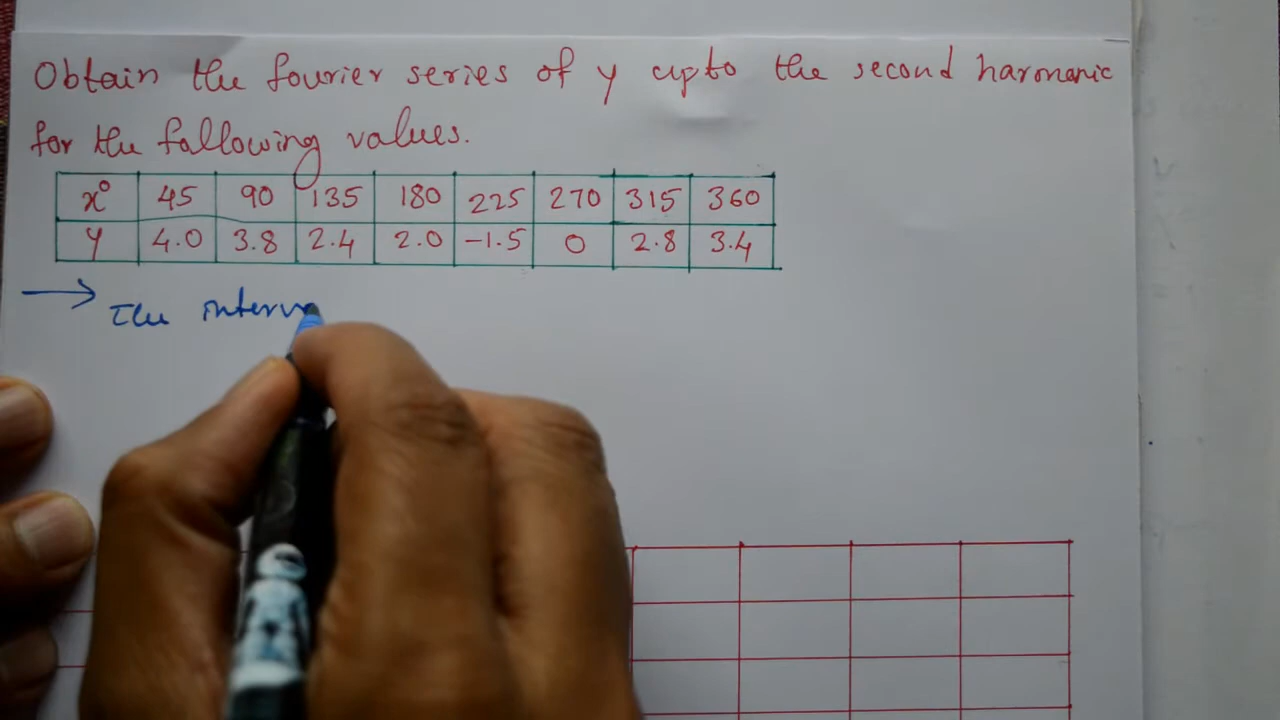 Obtain the fourier series of y upto the second harmonic
for the following values.
x° 45 90 135 180 225 270 315 360
y 4.0 3.8 2.4 2.0 -1.5 0 2.8 3.4
→ The interv